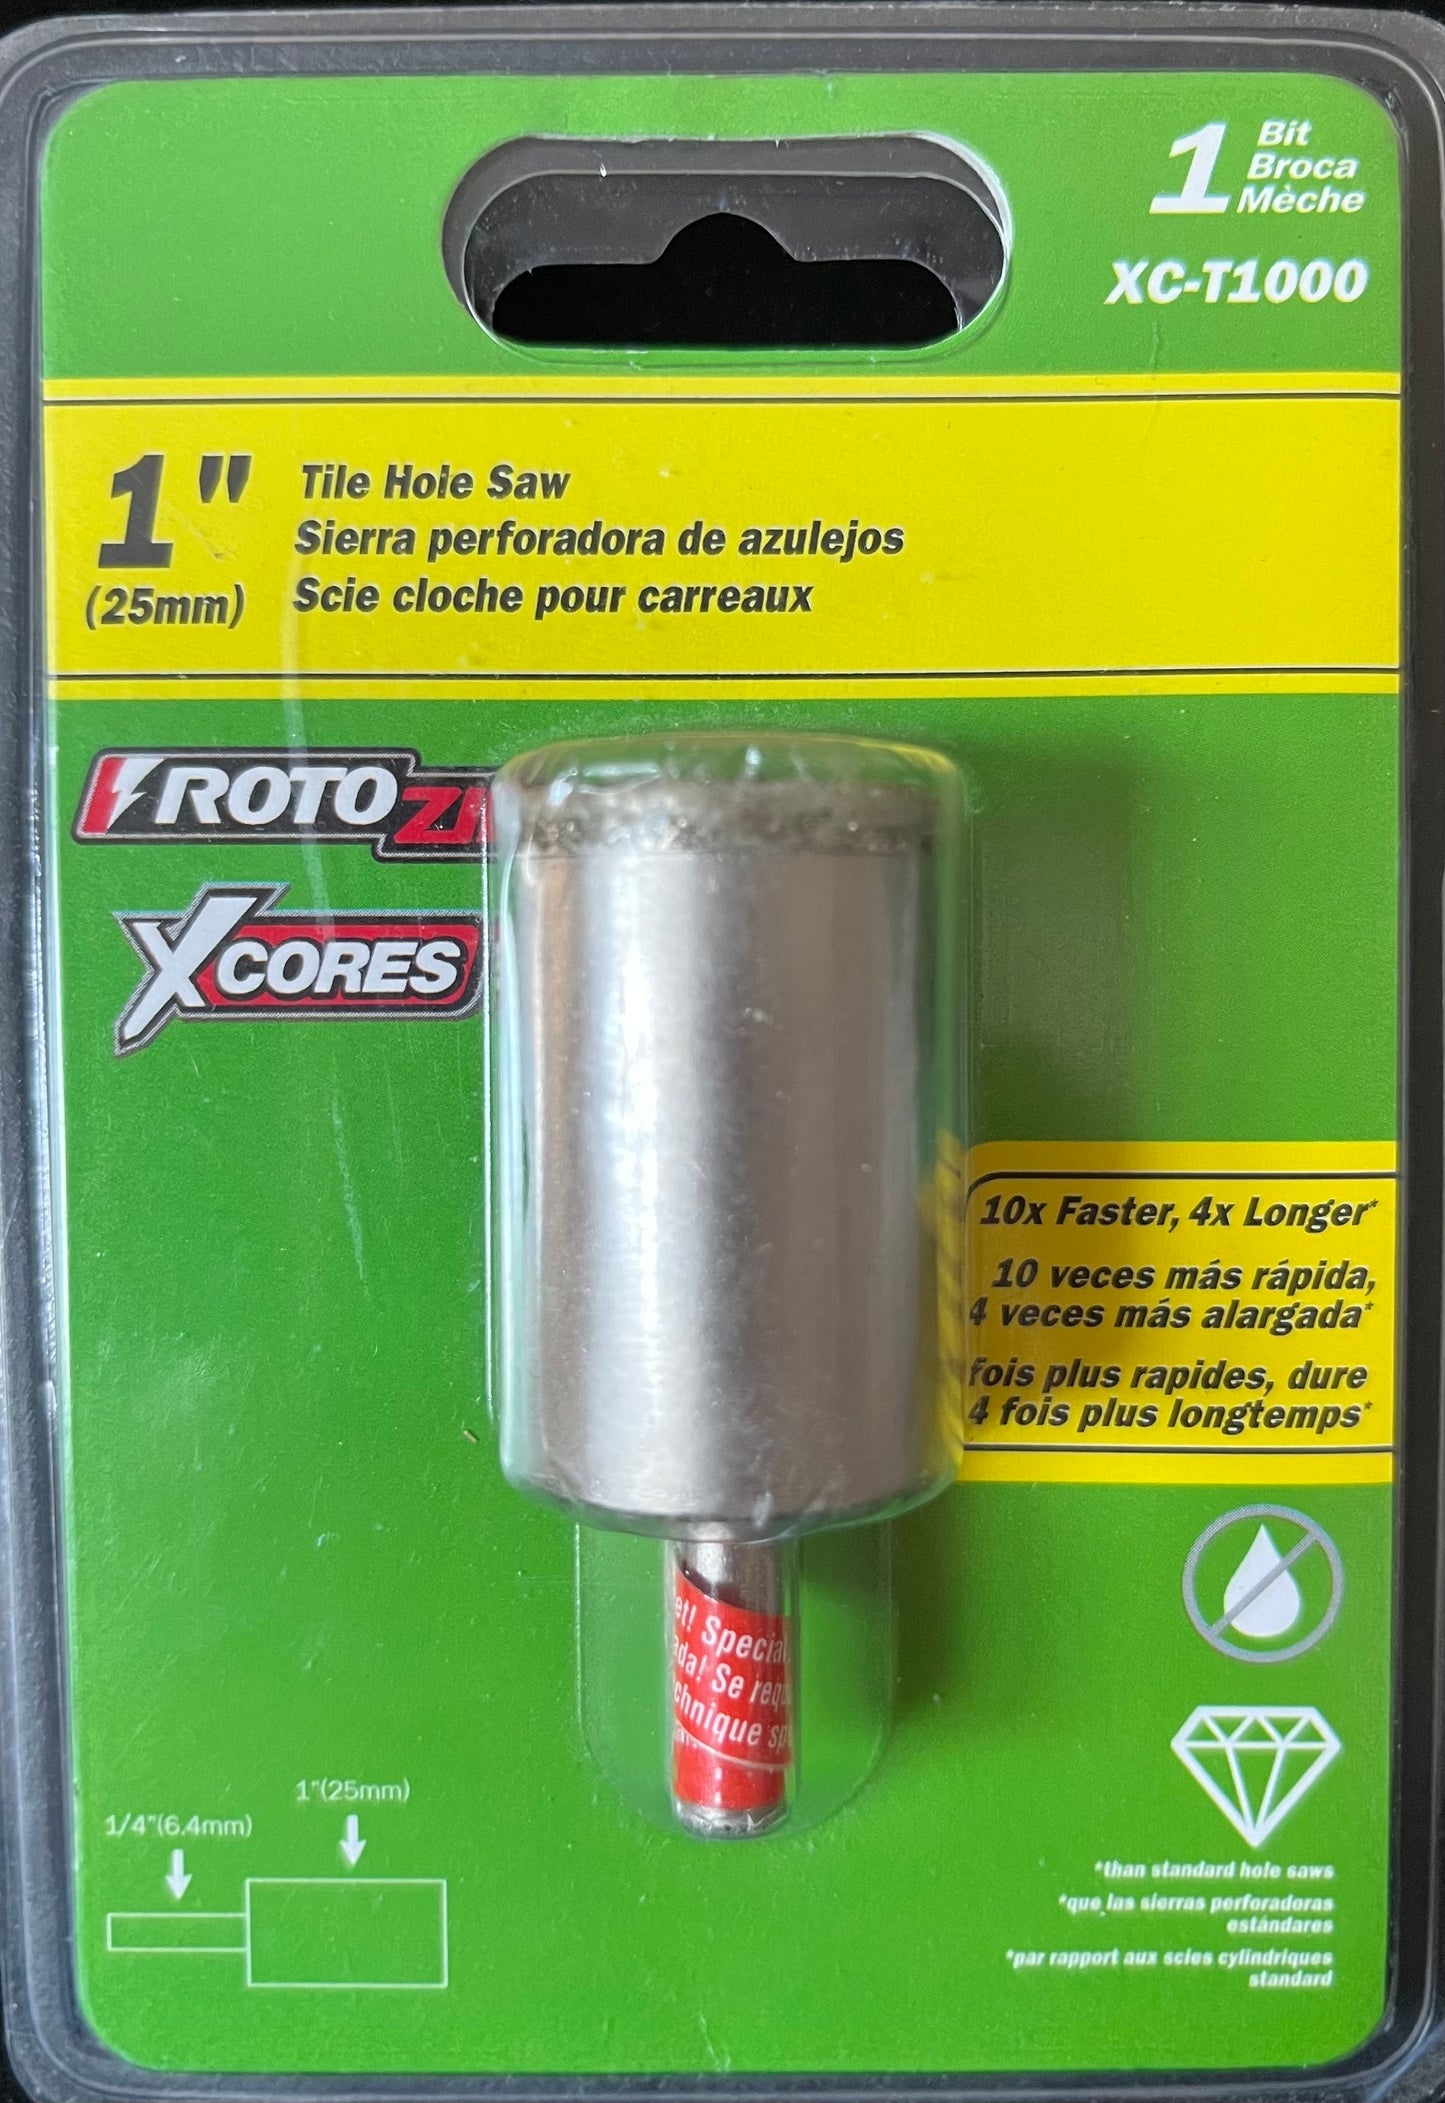 1 Bit
Broca
Mèche
XC-T1000
1"
(25mm)
Tile Hole Saw
Sierra perforadora de azulejos
Scie cloche pour carreaux
ROTO
XCORES
10x Faster, 4x Longer*
10 veces más rápida,
4 veces más alargada*
fois plus rapides, dure
4 fois plus longtemps*
Special
Se
1"(25mm)
1/4"(6.4mm)
*than standard hole saws
*que las sierras perforadoras
estándares
*par rapport aux scies cylindriques
standard